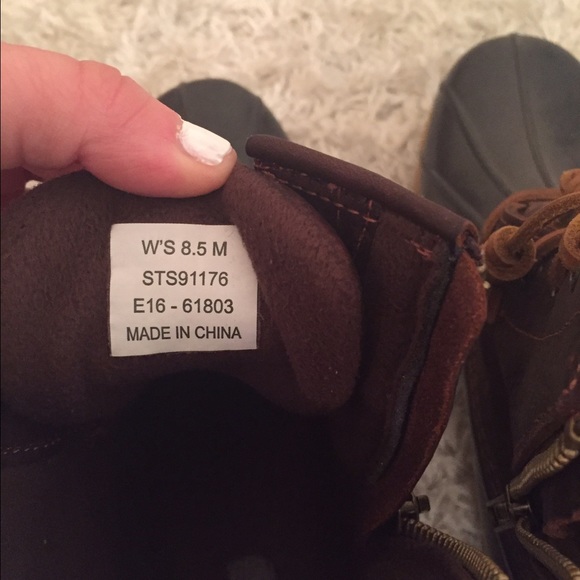 W'S 8.5 M
STS91176
E16 - 61803
MADE IN CHINA